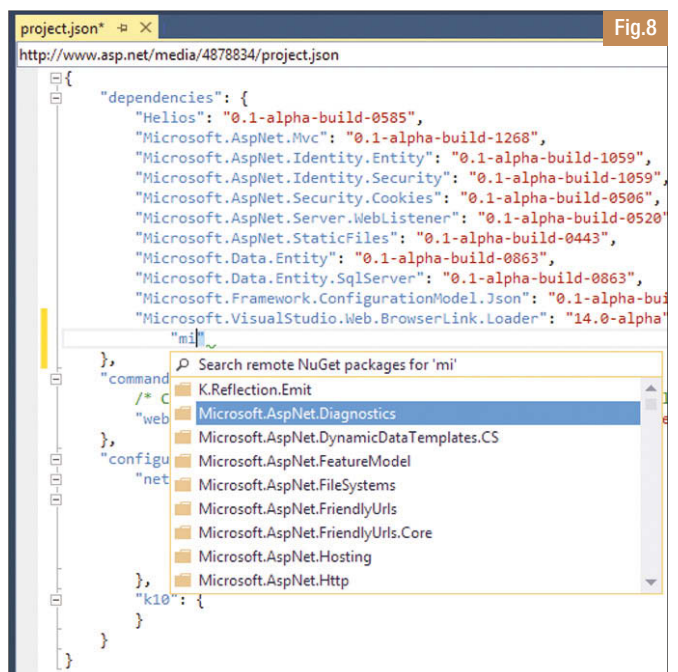 project.json*
Fig.8
http://www.asp.net/media/4878834/project.json
{
"dependencies": {
"Helios": "0.1-alpha-build-0585",
"Microsoft.AspNet.Mvc": "0.1-alpha-build-1268",
"Microsoft.AspNet.Identity.Entity": "0.1-alpha-build-1059",
"Microsoft.AspNet.Identity.Security": "0.1-alpha-build-1059",
"Microsoft.AspNet.Security.Cookies": "0.1-alpha-build-0506",
"Microsoft.AspNet.Server.WebListener": "0.1-alpha-build-0520"
"Microsoft.AspNet.StaticFiles": "0.1-alpha-build-0443",
"Microsoft.Data.Entity": "0.1-alpha-build-0863",
"Microsoft.Data.Entity.SqlServer": "0.1-alpha-build-0863",
"Microsoft.Framework.ConfigurationModel.Json": "0.1-alpha-bui
"Microsoft.VisualStudio.Web.BrowserLink.Loader": "14.0-alpha"
"mi"
},
Search remote NuGet packages for 'mi'
"command
K.Reflection.Emit
/* C
"web
Microsoft.AspNet.Diagnostics
},
Microsoft.AspNet.DynamicDataTemplates.CS
"configu
Microsoft.AspNet.FeatureModel
"net
Microsoft.AspNet.FileSystems
Microsoft.AspNet.FriendlyUrls
Microsoft.AspNet.FriendlyUrls.Core
Microsoft.AspNet.Hosting
},
Microsoft.AspNet.Http
"k10": {
}
}
}